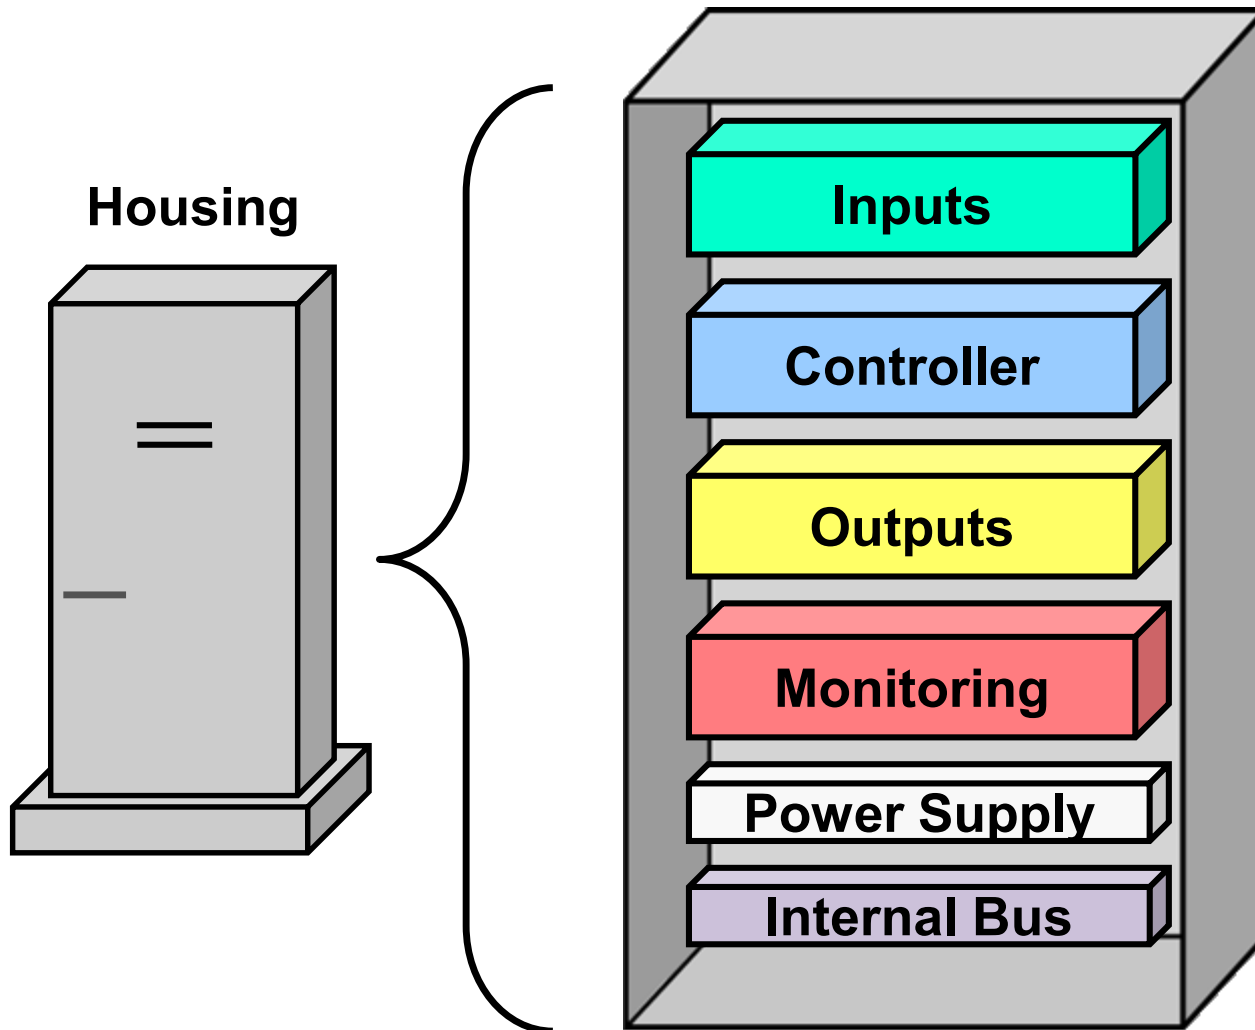 Housing
Inputs
Controller
Outputs
Monitoring
Power Supply
Internal Bus